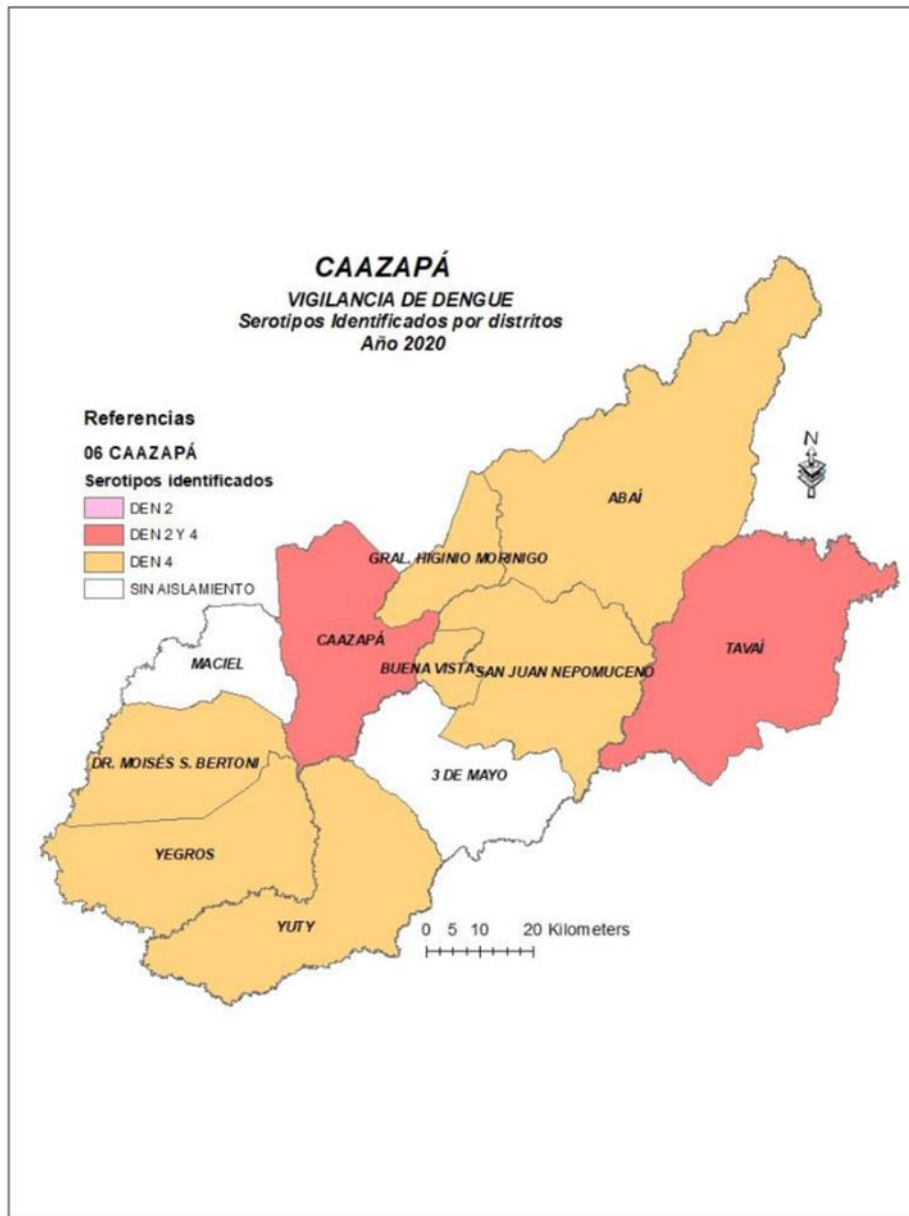 CAAZAPÁ
VIGILANCIA DE DENGUE
Serotipos Identificados por distritos
Año 2020
Referencias
06 CAAZAPÁ
Serotipos identificados
DEN 2
DEN 2 Y 4
DEN 4
SIN AISLAMIENTO
N
ABAÍ
GRAL. HIGINIO MORINIGO
CAAZAPÁ
TAVAÍ
MACIEL
BUENA VISTA
SAN JUAN NEPOMUCENO
DR. MOISÉS S. BERTONI
3 DE MAYO
YEGROS
YUTY
0 5 10 20 Kilometers